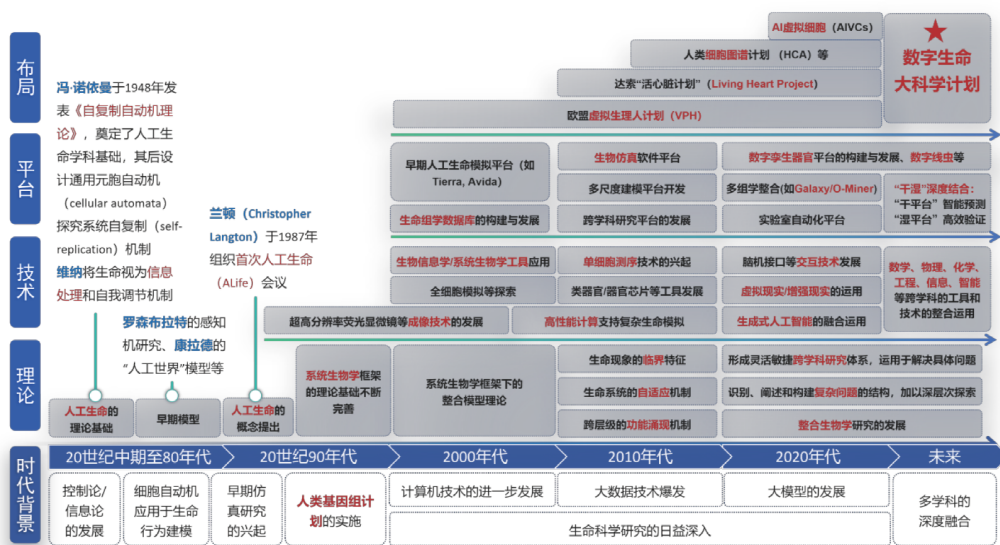 布局
AI虚拟细胞（AIVCs）
人类细胞图谱计划（HCA）等
达索“活心脏计划”（Living Heart Project）
欧盟虚拟生理人计划（VPH）
数字生命
大科学计划
冯·诺依曼于1948年发
表《自复制自动机理
论》，奠定了人工生
命学科基础，其后设
计通用元胞自动机
（cellular automata）
探究系统自复制（self-
replication）机制
维纳将生命视为信息
处理和自我调节机制
兰顿（Christopher
Langton）于1987年
组织首次人工生命
（ALife）会议
罗森布拉特的感知
机研究、康拉德的
“人工世界”模型等
平台
早期人工生命模拟平台（如
Tierra, Avida）
生命组学数据库的构建与发展
生物仿真软件平台
多尺度建模平台开发
跨学科研究平台的发展
数字孪生器官平台的构建与发展、数字线虫等
多组学整合(如Galaxy/O-Miner)
实验室自动化平台
“干湿”深度结合：
“干平台”智能预测
“湿平台”高效验证
技术
生物信息学/系统生物学工具应用
全细胞模拟等探索
超高分辨率荧光显微镜等成像技术的发展
单细胞测序技术的兴起
类器官/器官芯片等工具发展
高性能计算支持复杂生命模拟
脑机接口等交互技术发展
虚拟现实/增强现实的运用
生成式人工智能的融合运用
数学、物理、化学、
工程、信息、智能
等跨学科的工具和
技术的整合运用
理论
人工生命的
理论基础
早期模型
人工生命的
概念提出
系统生物学框架
的理论基础不断
完善
系统生物学框架下的
整合模型理论
生命现象的临界特征
生命系统的自适应机制
跨层级的功能涌现机制
形成灵活敏捷跨学科研究体系，运用于解决具体问题
识别、阐述和构建复杂问题的结构，加以深层次探索
整合生物学研究的发展
时代背景
20世纪中期至80年代
20世纪90年代
2000年代
2010年代
2020年代
未来
控制论/
信息论
的发展
细胞自动机
应用于生命
行为建模
早期仿
真研究
的兴起
人类基因组计
划的实施
计算机技术的进一步发展
大数据技术爆发
大模型的发展
生命科学研究的日益深入
多学科的
深度融合